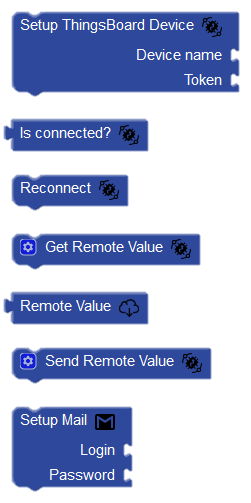 Setup ThingsBoard Device
Device name
Token
Is connected?
Reconnect
Get Remote Value
Remote Value
Send Remote Value
Setup Mail
Login
Password